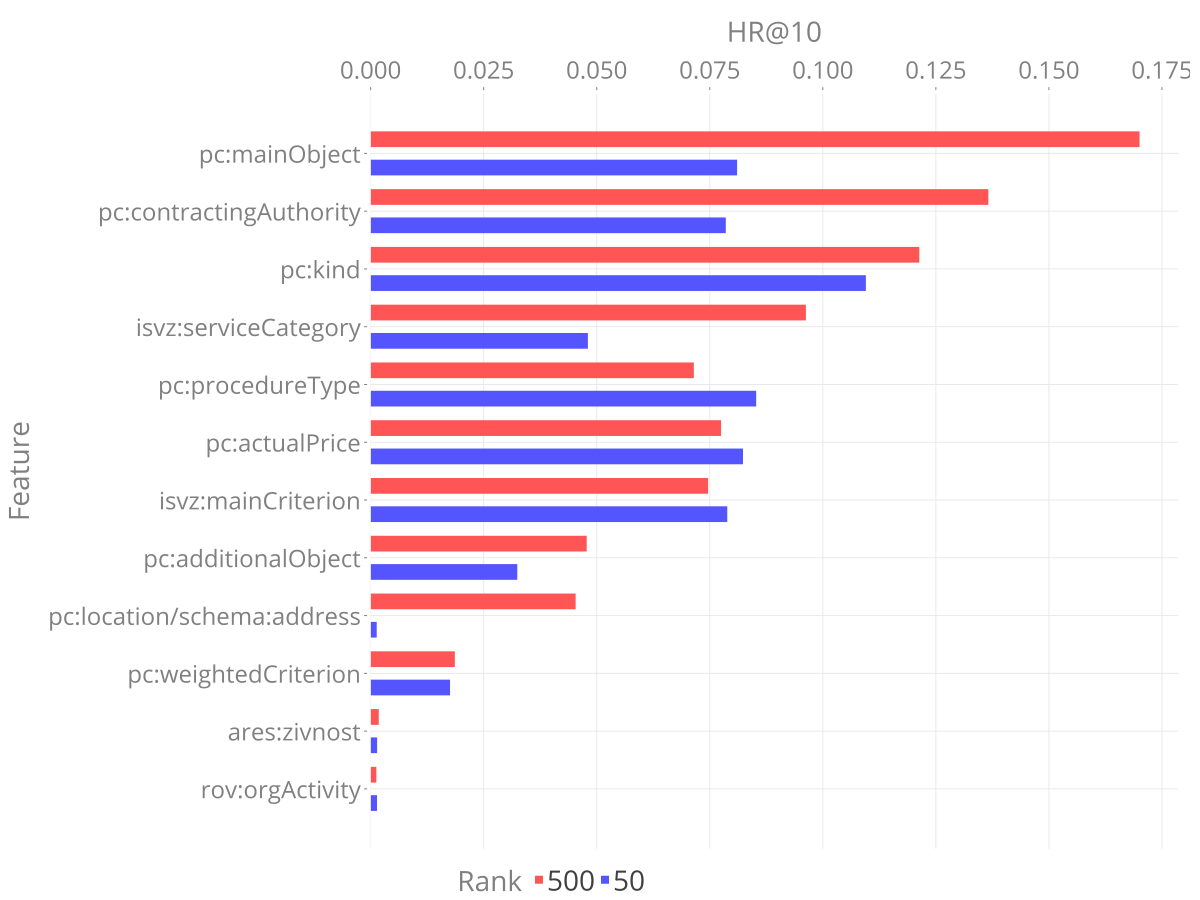 HR@10
0.000 0.025 0.050 0.075 0.100 0.125 0.150 0.175
Feature
pc:mainObject
pc:contractingAuthority
pc:kind
isvz:serviceCategory
pc:procedureType
pc:actualPrice
isvz:mainCriterion
pc:additionalObject
pc:location/schema:address
pc:weightedCriterion
ares:zivnost
rov:orgActivity
Rank 500 50